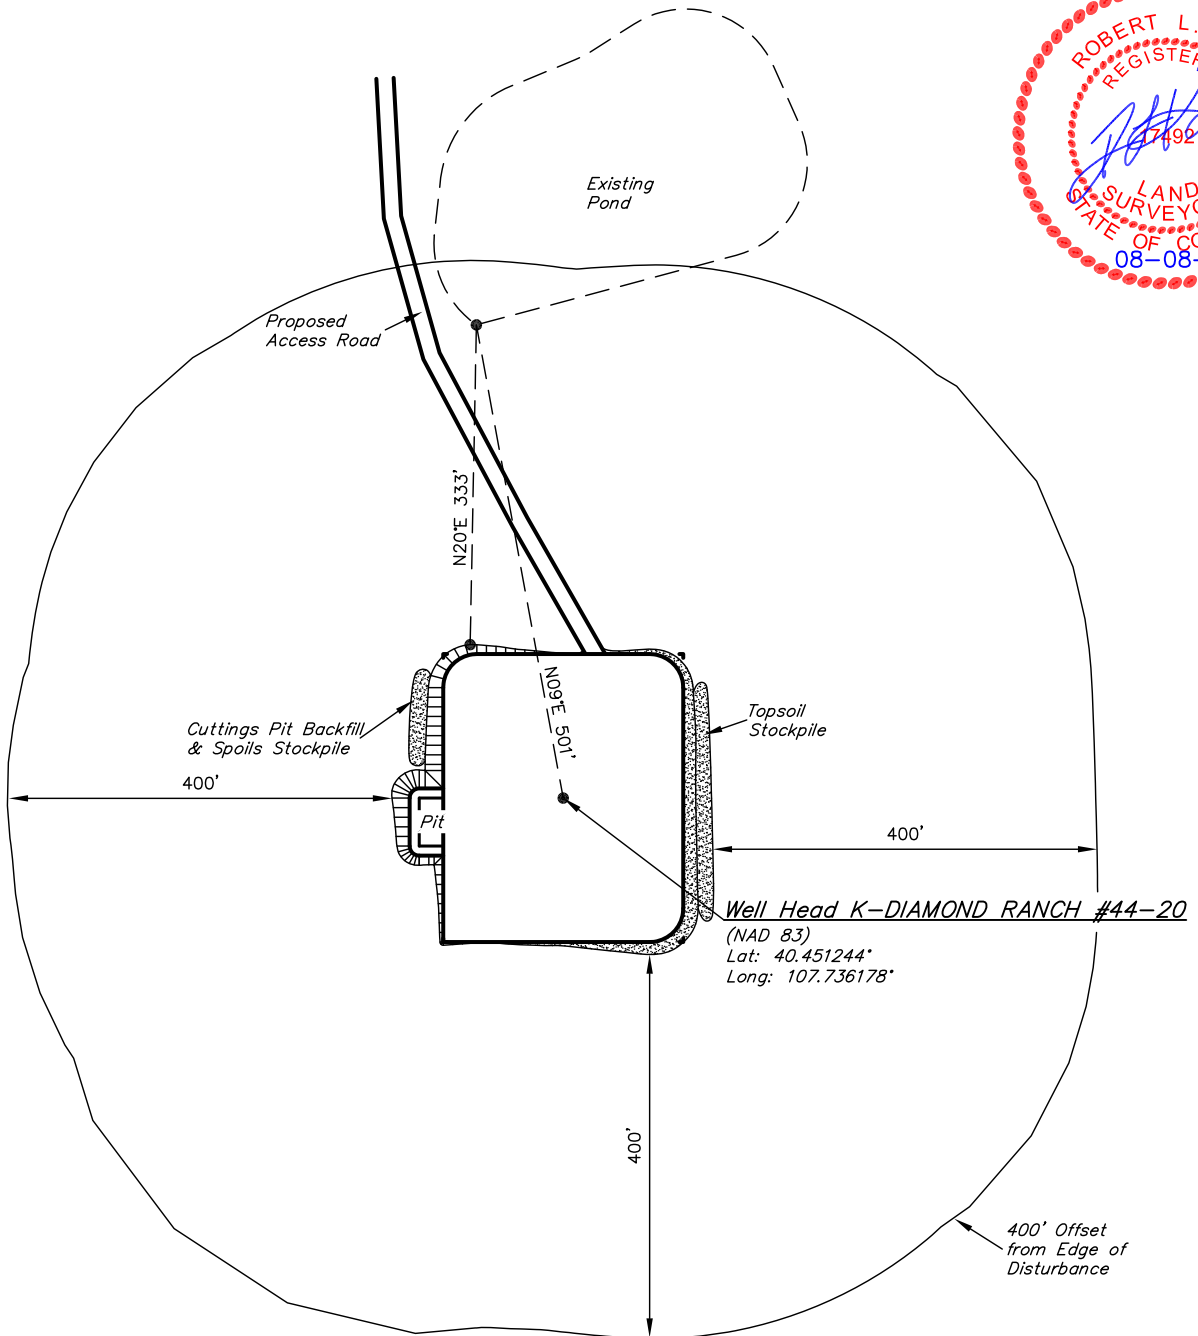 ROBERT L.
REGISTER
17492
LAND
SURVEYO
STATE OF CO
08-08-
Existing
Pond
Proposed
Access Road
N20°E 333'
N09°E 501'
Cuttings Pit Backfill
& Spoils Stockpile
Topsoil
Stockpile
400'
Pit
400'
Well Head K-DIAMOND RANCH #44-20
(NAD 83)
Lat: 40.451244°
Long: 107.736178°
400'
400' Offset
from Edge of
Disturbance